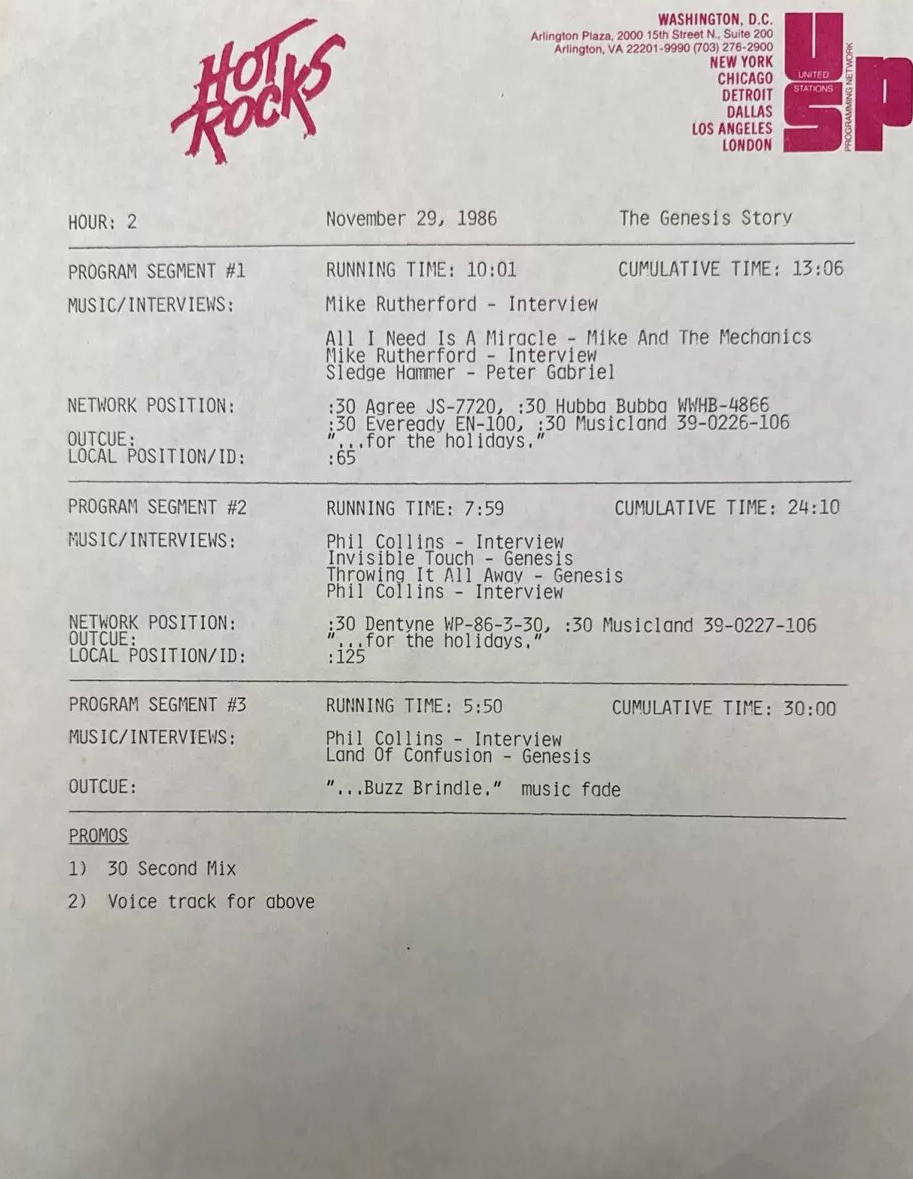 HOT
ROCKS
WASHINGTON, D.C.
Arlington Plaza, 2000 15th Street N., Suite 200
Arlington, VA 22201-9990 (703) 276-2900
NEW YORK
CHICAGO
DETROIT
DALLAS
LOS ANGELES
LONDON
U
UNITED
STATIONS
S
PROGRAMMING NETWORK
p
HOUR: 2 November 29, 1986 The Genesis Story
PROGRAM SEGMENT #1 RUNNING TIME: 10:01 CUMULATIVE TIME: 13:06
MUSIC/INTERVIEWS: Mike Rutherford - Interview
All I Need Is A Miracle - Mike And The Mechanics
Mike Rutherford - Interview
Sledge Hammer - Peter Gabriel
NETWORK POSITION: :30 Agree JS-7720, :30 Hubba Bubba WWHB-4866
:30 Eveready EN-100, :30 Musicland 39-0226-106
OUTCUE: "...for the holidays."
LOCAL POSITION/ID: :65
PROGRAM SEGMENT #2 RUNNING TIME: 7:59 CUMULATIVE TIME: 24:10
MUSIC/INTERVIEWS: Phil Collins - Interview
Invisible Touch - Genesis
Throwing It All Away - Genesis
Phil Collins - Interview
NETWORK POSITION: :30 Dentyne WP-86-3-30, :30 Musicland 39-0227-106
OUTCUE: "...for the holidays."
LOCAL POSITION/ID: :125
PROGRAM SEGMENT #3 RUNNING TIME: 5:50 CUMULATIVE TIME: 30:00
MUSIC/INTERVIEWS: Phil Collins - Interview
Land Of Confusion - Genesis
OUTCUE: "...Buzz Brindle." music fade
PROMOS
1) 30 Second Mix
2) Voice track for above